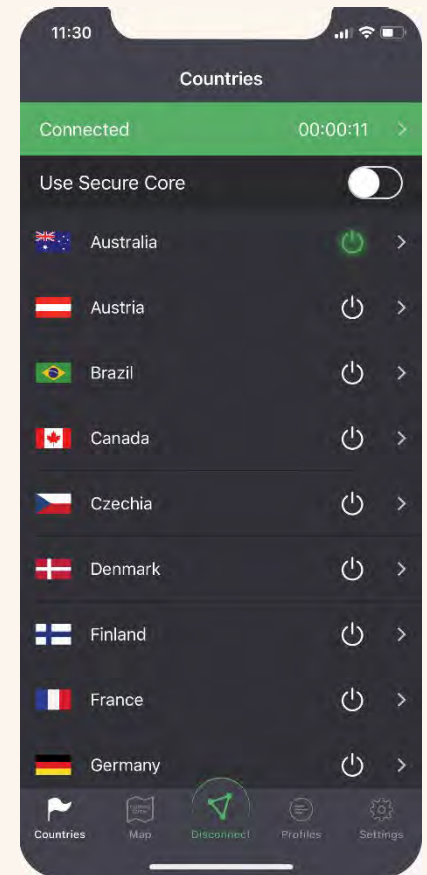 11:30
Countries
Connected 00:00:11
Use Secure Core
Australia
Austria
Brazil
Canada
Czechia
Denmark
Finland
France
Germany
Countries Map Disconnect Profiles Settings